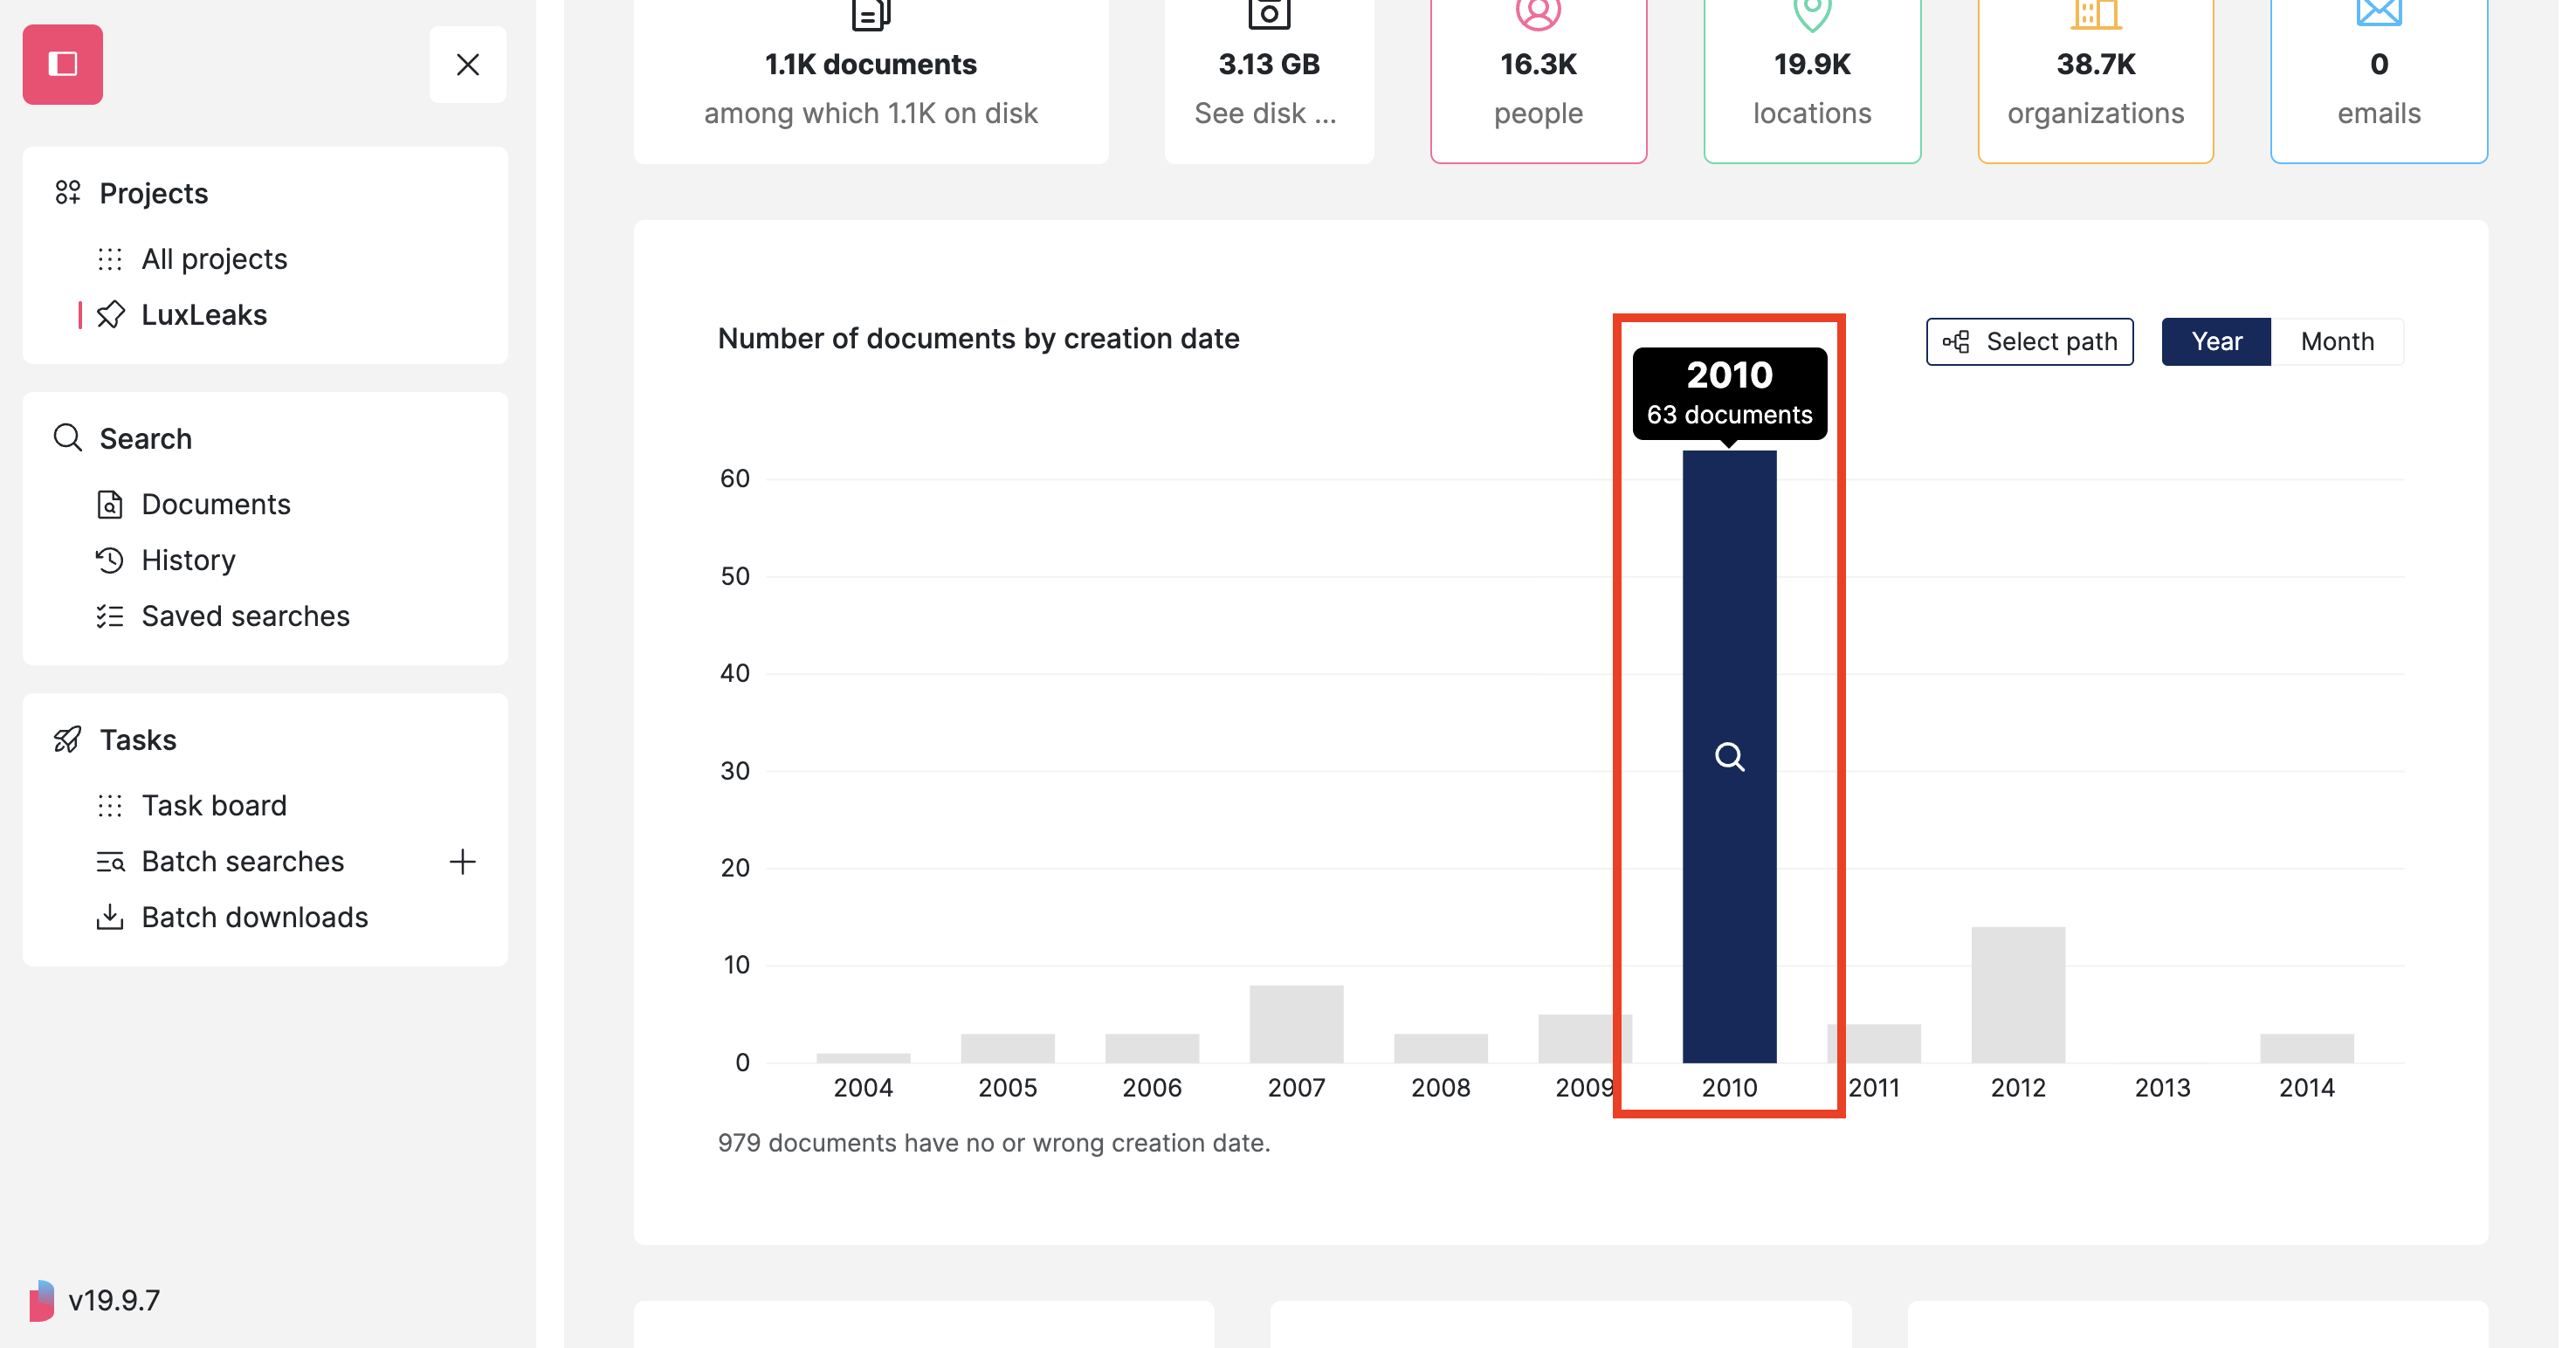 Projects
All projects
LuxLeaks
Search
Documents
History
Saved searches
Tasks
Task board
Batch searches
Batch downloads
v19.9.7
1.1K documents
among which 1.1K on disk
3.13 GB
See disk ...
16.3K
people
19.9K
locations
38.7K
organizations
0
emails
Number of documents by creation date
Select path
Year
Month
2010
63 documents
60
50
40
30
20
10
0
2004 2005 2006 2007 2008 2009 2010 2011 2012 2013 2014
979 documents have no or wrong creation date.